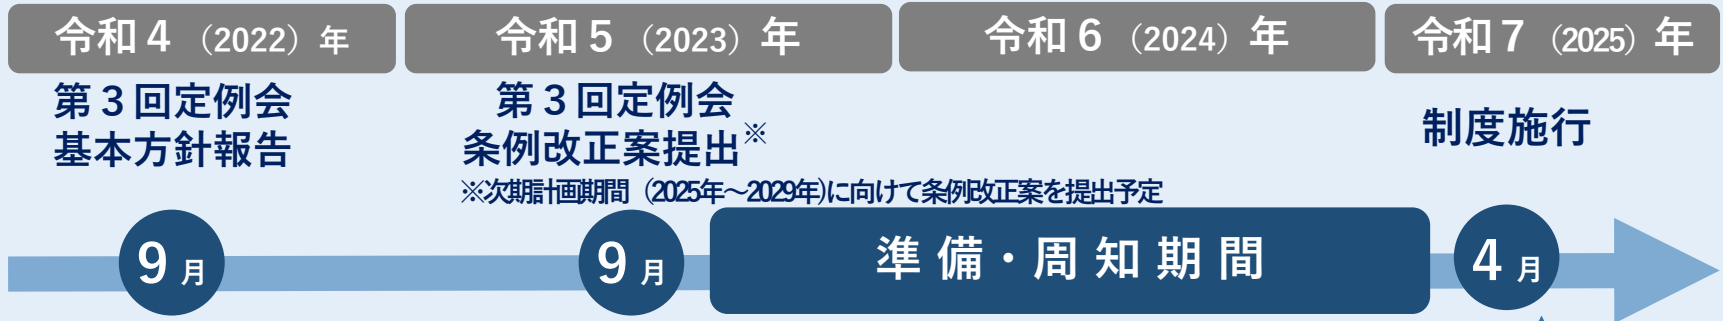 令和４（2022）年
令和５（2023）年
令和６（2024）年
令和７（2025）年
第３回定例会
基本方針報告
第３回定例会
条例改正案提出※
※次期計画期間（2025年～2029年)に向けて条例改正案を提出予定
制度施行
9月
9月
準備・周知期間
4月